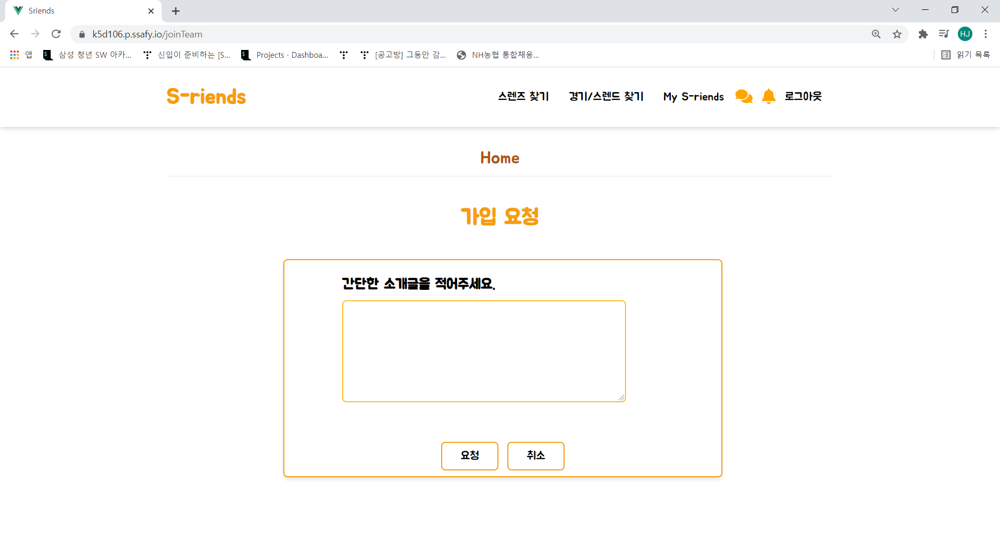 Sriends
k5d106.p.ssafy.io/joinTeam
HJ
앱 삼성 청년 SW 아카... 신입이 준비하는 [S... Projects · Dashboa... [공고방] 그동안 감... NH농협 통합채용... 읽기 목록
S-riends 스렌즈 찾기 경기/스렌드 찾기 My S-riends 로그아웃
Home
가입 요청
간단한 소개글을 적어주세요.
요청 취소